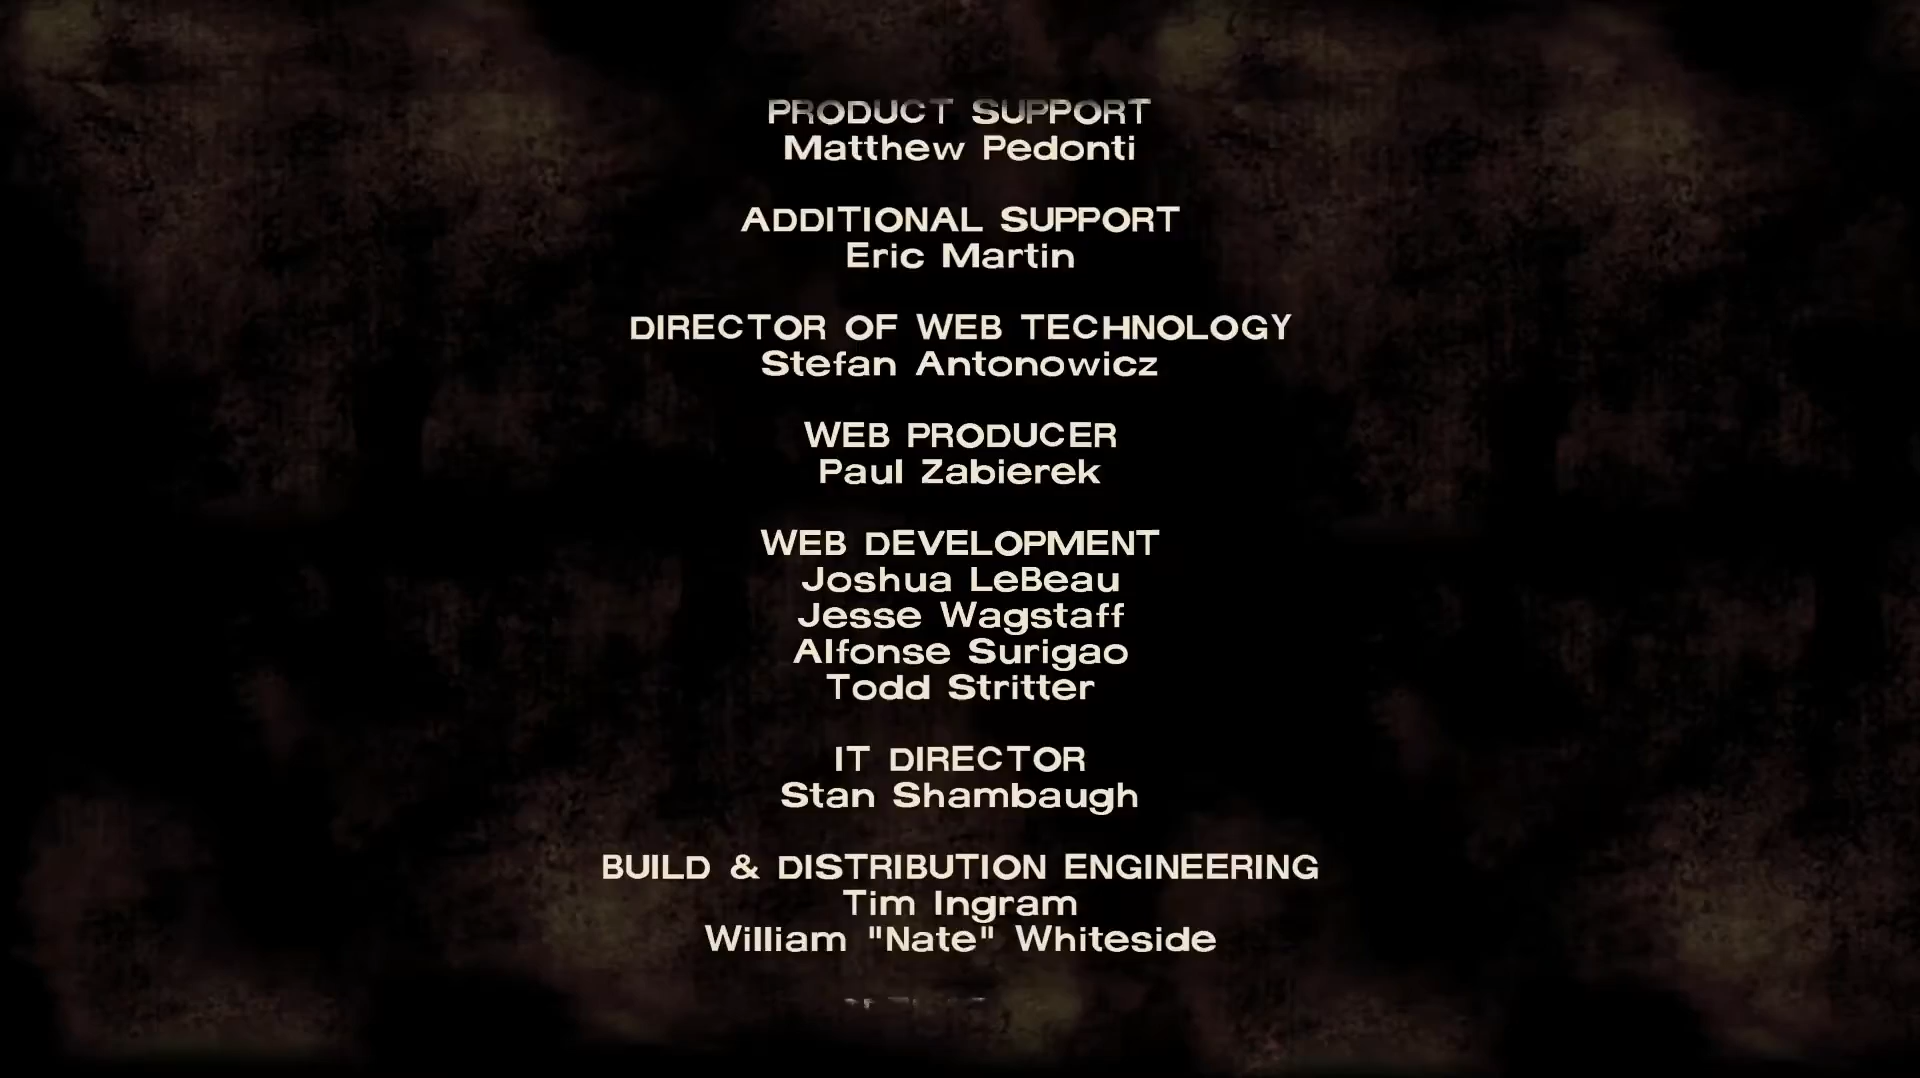 PRODUCT SUPPORT
Matthew Pedonti
ADDITIONAL SUPPORT
Eric Martin
DIRECTOR OF WEB TECHNOLOGY
Stefan Antonowicz
WEB PRODUCER
Paul Zabierek
WEB DEVELOPMENT
Joshua LeBeau
Jesse Wagstaff
Alfonse Surigao
Todd Stritter
IT DIRECTOR
Stan Shambaugh
BUILD & DISTRIBUTION ENGINEERING
Tim Ingram
William "Nate" Whiteside